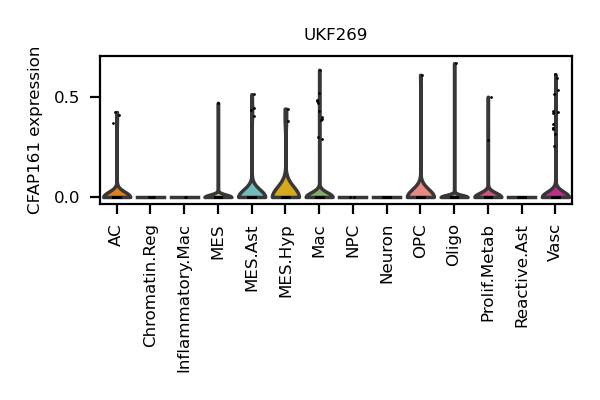 UKF269
CFAP161 expression
0.5
0.0
AC
Chromatin.Reg
Inflammatory.Mac
MES
MES.Ast
MES.Hyp
Mac
NPC
Neuron
OPC
Oligo
Prolif.Metab
Reactive.Ast
Vasc